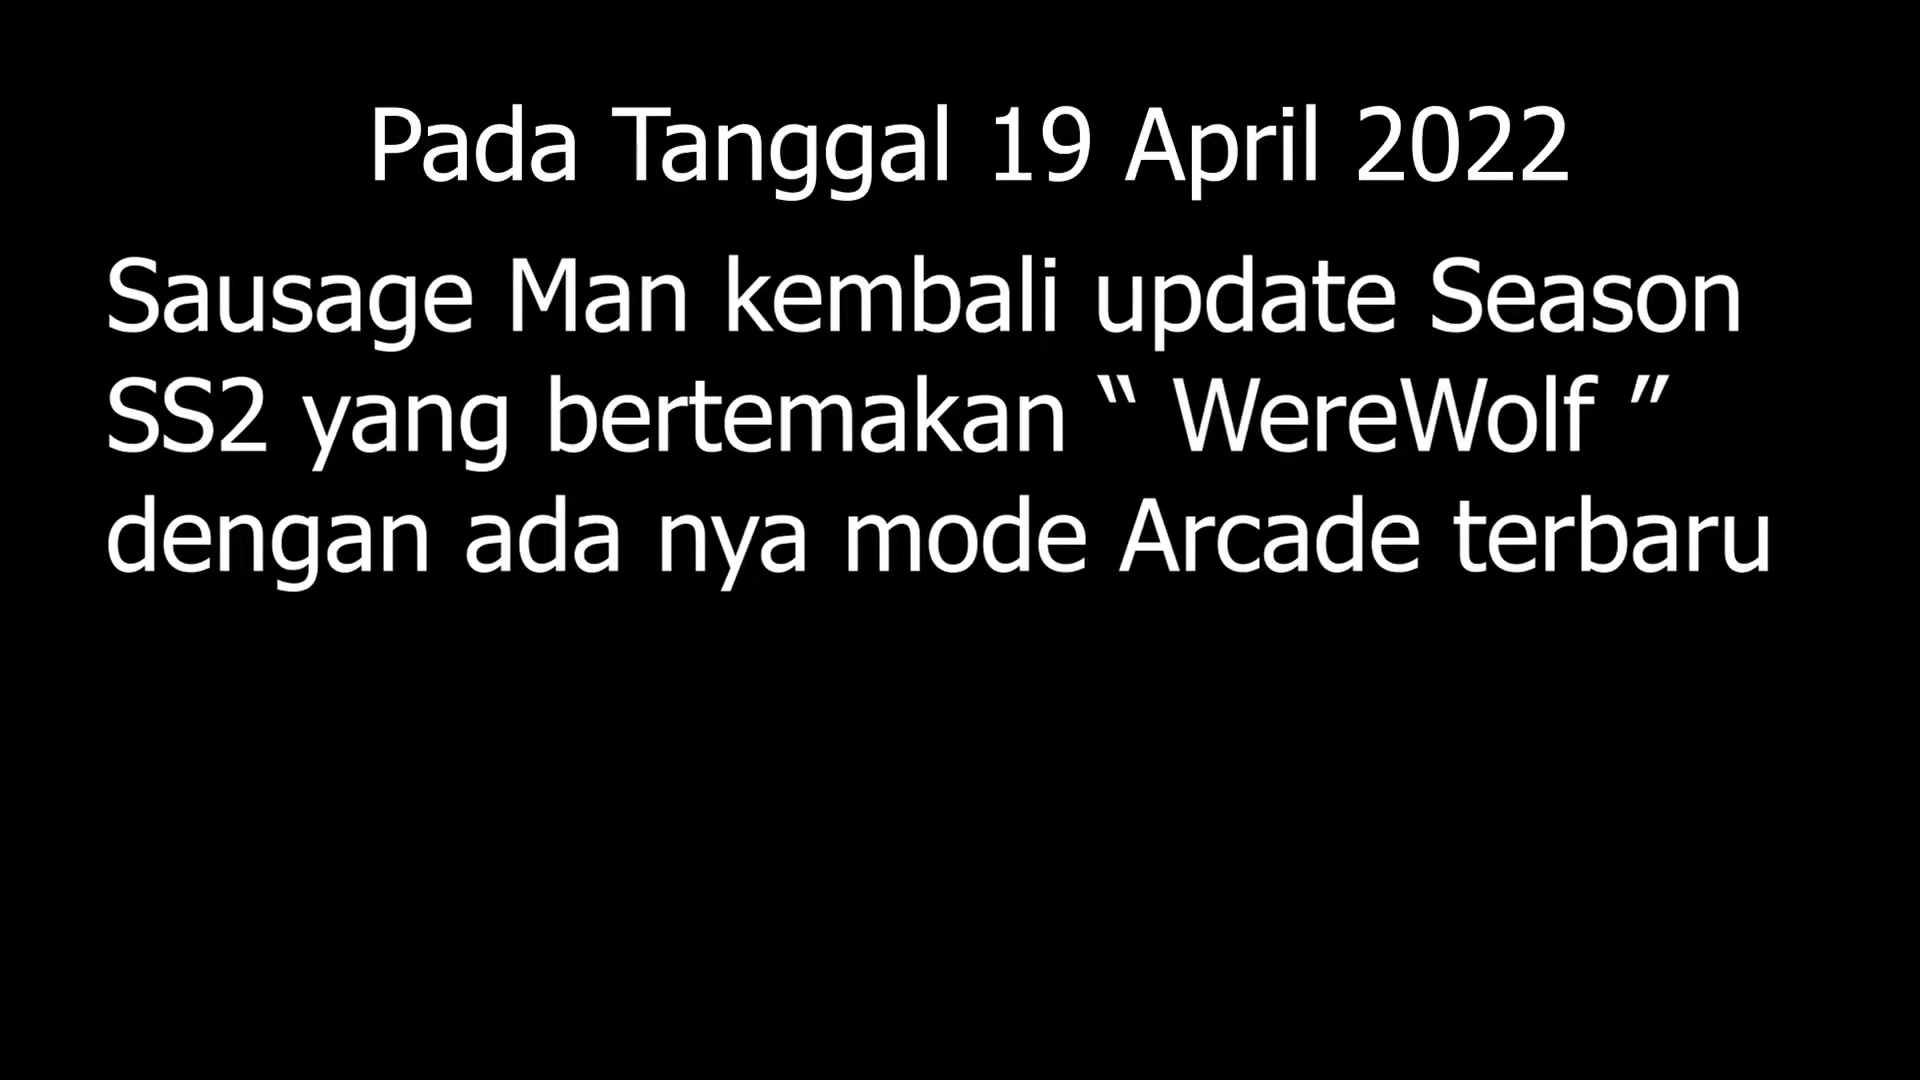 Pada Tanggal 19 April 2022
Sausage Man kembali update Season
SS2 yang bertemakan “ WereWolf ”
dengan ada nya mode Arcade terbaru